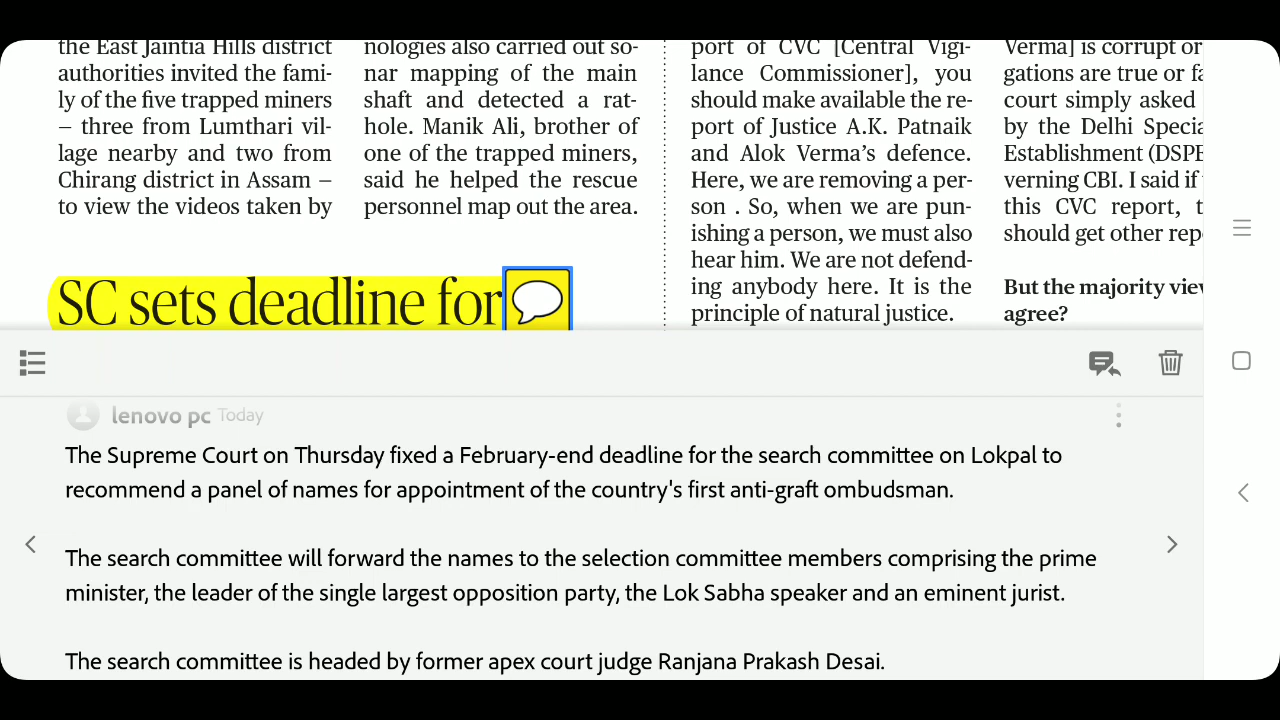 the East Jaintia Hills district
authorities invited the fami-
ly of the five trapped miners
– three from Lumthari vil-
lage nearby and two from
Chirang district in Assam –
to view the videos taken by
nologies also carried out so-
nar mapping of the main
shaft and detected a rat-
hole. Manik Ali, brother of
one of the trapped miners,
said he helped the rescue
personnel map out the area.
SC sets deadline for
port of CVC [Central Vigi-
lance Commissioner], you
should make available the re-
port of Justice A.K. Patnaik
and Alok Verma’s defence.
Here, we are removing a per-
son . So, when we are pun-
ishing a person, we must also
hear him. We are not defend-
ing anybody here. It is the
principle of natural justice.
Verma] is corrupt or
gations are true or
court simply asked
by the Delhi
Establishment (DSPE
verning CBI. I said if
this CVC report,
should get other
But the majority
agree?
lenovo pc Today
The Supreme Court on Thursday fixed a February-end deadline for the search committee on Lokpal to
recommend a panel of names for appointment of the country's first anti-graft ombudsman.
The search committee will forward the names to the selection committee members comprising the prime
minister, the leader of the single largest opposition party, the Lok Sabha speaker and an eminent jurist.
The search committee is headed by former apex court judge Ranjana Prakash Desai.